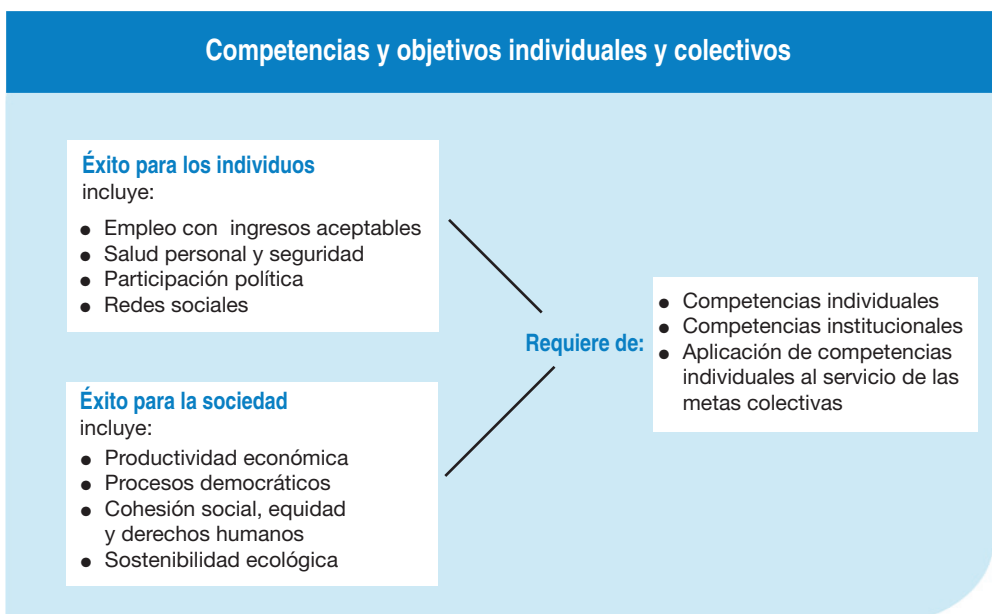 Competencias y objetivos individuales y colectivos
Éxito para los individuos
incluye:
● Empleo con ingresos aceptables
● Salud personal y seguridad
● Participación política
● Redes sociales
Éxito para la sociedad
incluye:
● Productividad económica
● Procesos democráticos
● Cohesión social, equidad
y derechos humanos
● Sostenibilidad ecológica
Requiere de:
● Competencias individuales
● Competencias institucionales
● Aplicación de competencias
individuales al servicio de las
metas colectivas